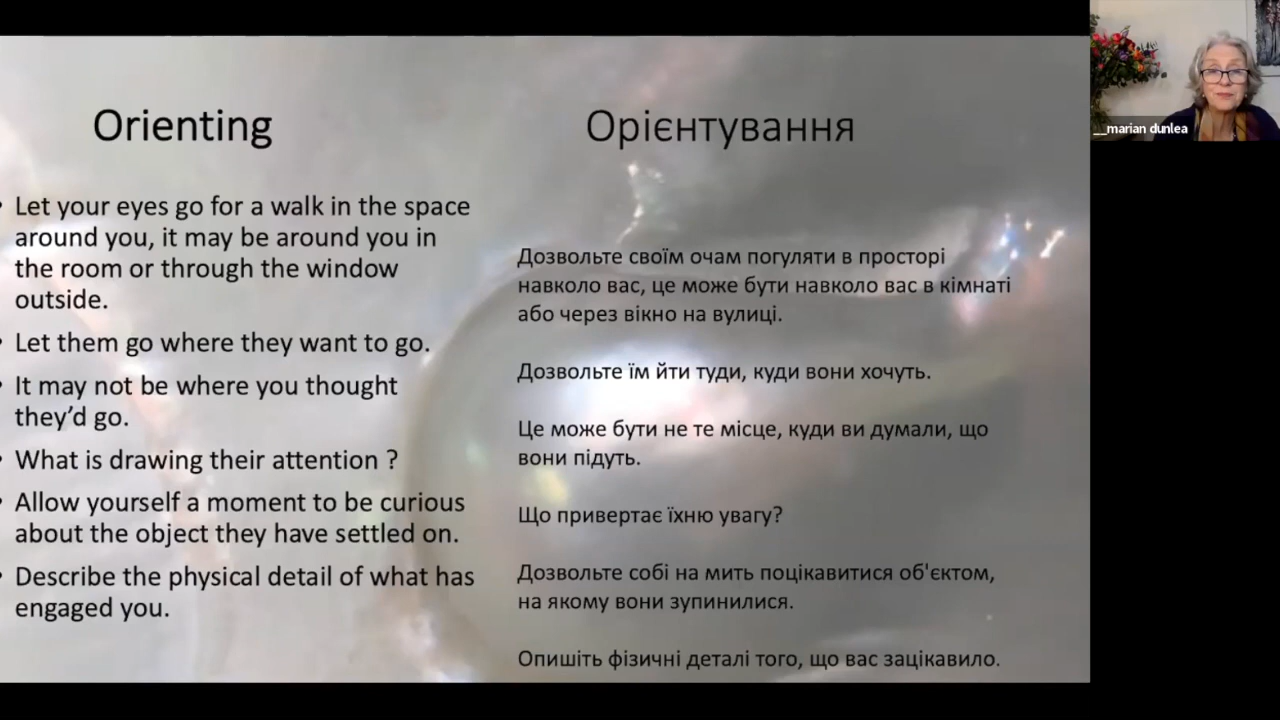 Orienting
Let your eyes go for a walk in the space
around you, it may be around you in
the room or through the window
outside.
Let them go where they want to go.
It may not be where you thought
they’d go.
What is drawing their attention ?
Allow yourself a moment to be curious
about the object they have settled on.
Describe the physical detail of what has
engaged you.
Орієнтування
Дозвольте своїм очам погуляти в просторі
навколо вас, це може бути навколо вас в кімнаті
або через вікно на вулиці.
Дозвольте їм йти туди, куди вони хочуть.
Це може бути не те місце, куди ви думали, що
вони підуть.
Що привертає їхню увагу?
Дозвольте собі на мить поцікавитися об'єктом,
на якому вони зупинилися.
Опишіть фізичні деталі того, що вас зацікавило.
__marian dunlea